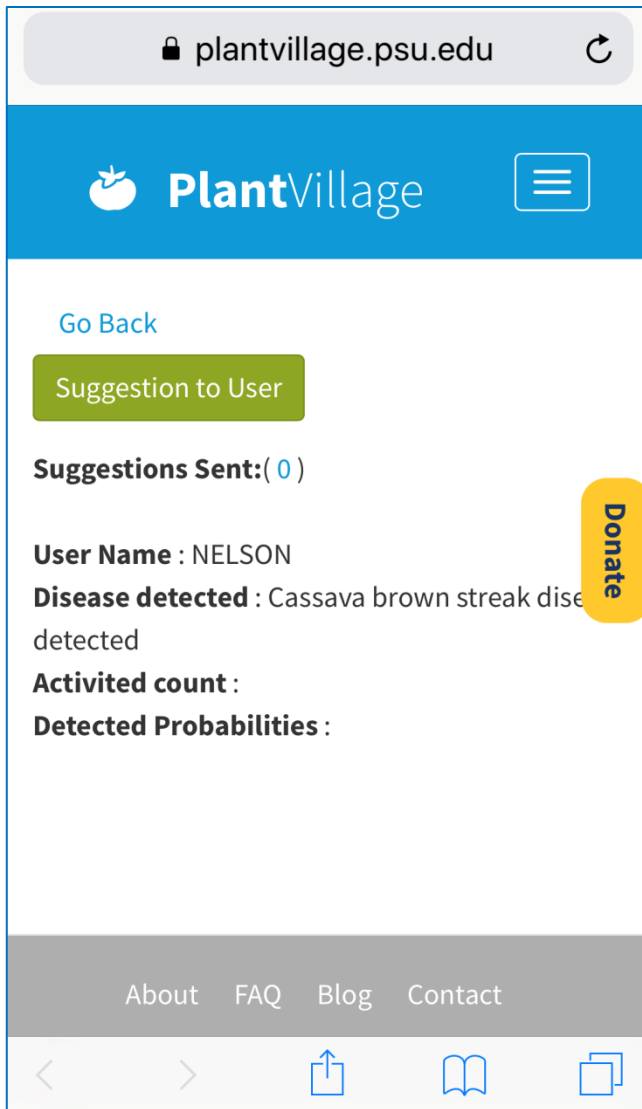 plantvillage.psu.edu
PlantVillage
Go Back
Suggestion to User
Suggestions Sent:( 0 )
User Name : NELSON
Disease detected : Cassava brown streak dise
detected
Activited count :
Detected Probabilities :
Donate
About FAQ Blog Contact